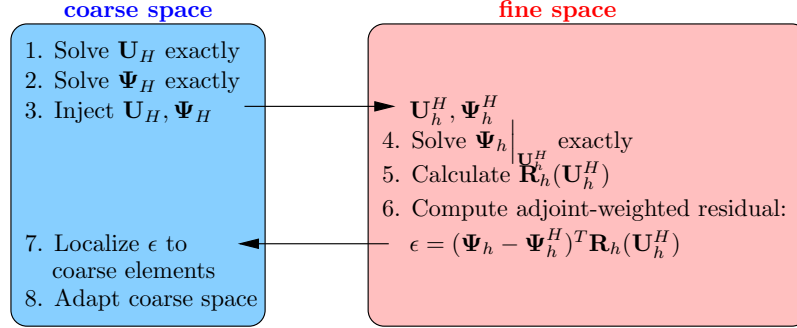 coarse space
1. Solve U_H exactly
2. Solve Ψ_H exactly
3. Inject U_H, Ψ_H
7. Localize ϵ to
coarse elements
8. Adapt coarse space
fine space
U_h^H, Ψ_h^H
4. Solve Ψ_h|_{U_h^H} exactly
5. Calculate R_h(U_h^H)
6. Compute adjoint-weighted residual:
ϵ = (Ψ_h − Ψ_h^H)^T R_h(U_h^H)